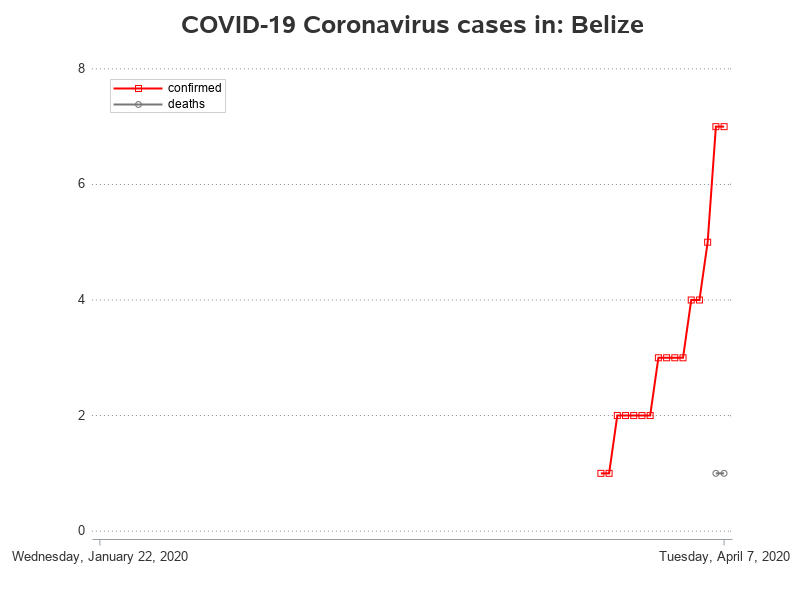 COVID-19 Coronavirus cases in: Belize
8
confirmed
deaths
6
4
2
0
Wednesday, January 22, 2020
Tuesday, April 7, 2020